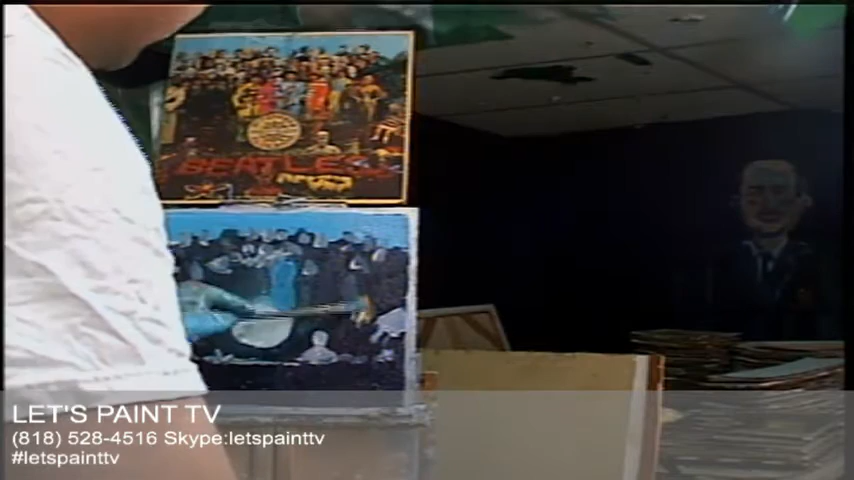 BEATLES
LET'S PAINT TV
(818) 528-4516 Skype:letspainttv
#letspainttv